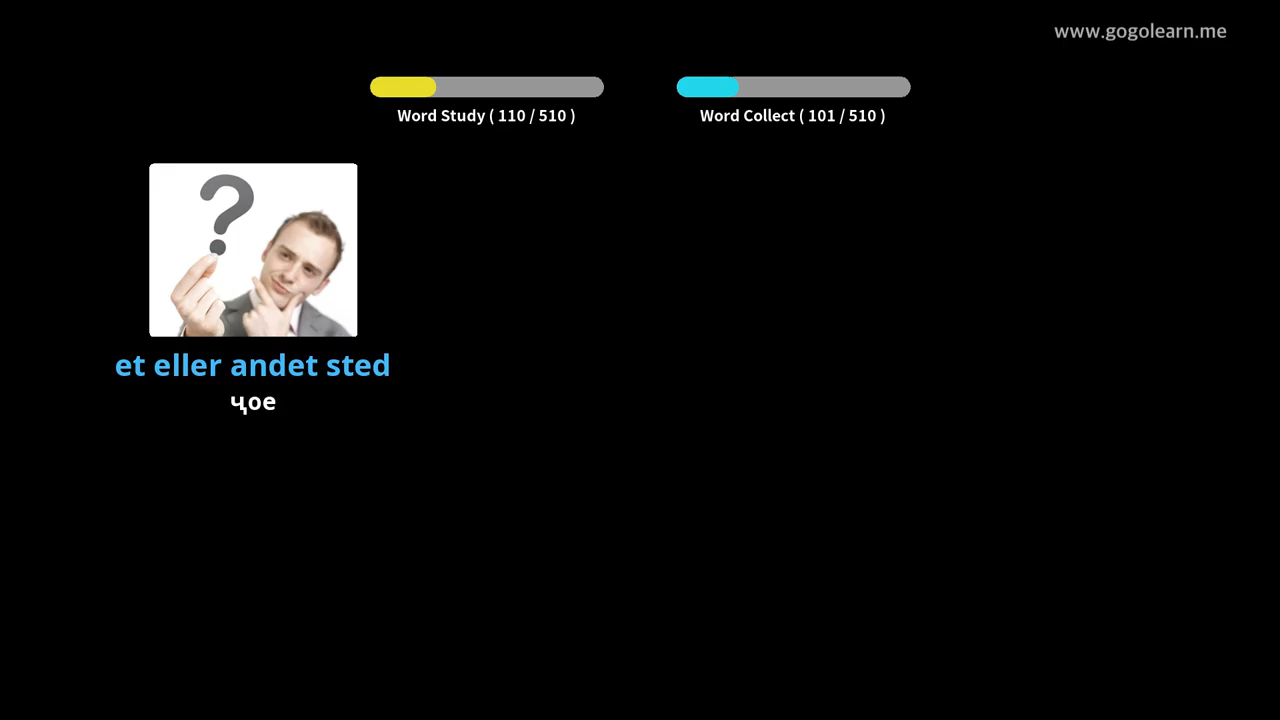 www.gogolearn.me
Word Study ( 110 / 510 )
Word Collect ( 101 / 510 )
et eller andet sted
ҷое